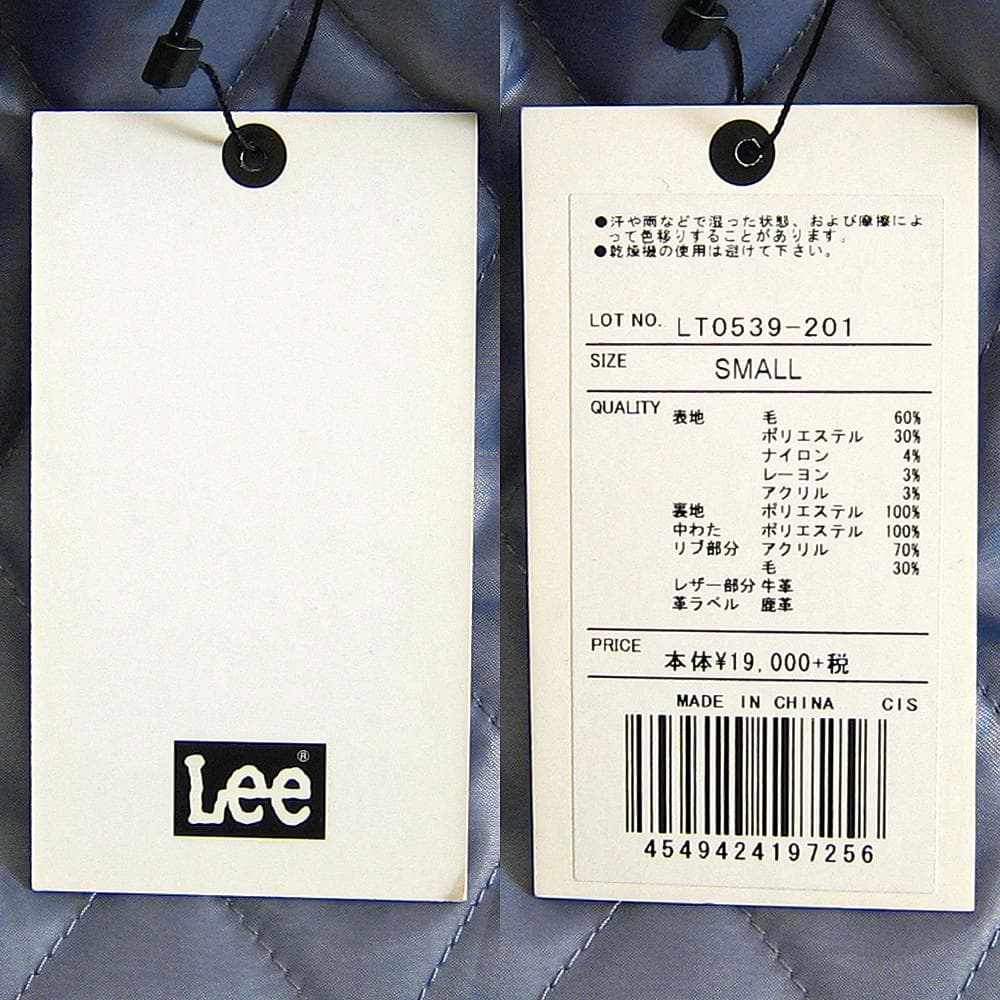 Lee®
●汗や雨などで湿った状態、および摩擦によ
って色移りすることがあります。
●乾燥機の使用は避けて下さい。
LOT NO. LT0539-201
SIZE SMALL
QUALITY 表地 毛 60%
ポリエステル 30%
ナイロン 4%
レーヨン 3%
アクリル 3%
裏地 ポリエステル 100%
中わた ポリエステル 100%
リブ部分 アクリル 70%
毛 30%
レザー部分 牛革
革ラベル 鹿革
PRICE 本体¥19,000+税
MADE IN CHINA CIS
4549424197256